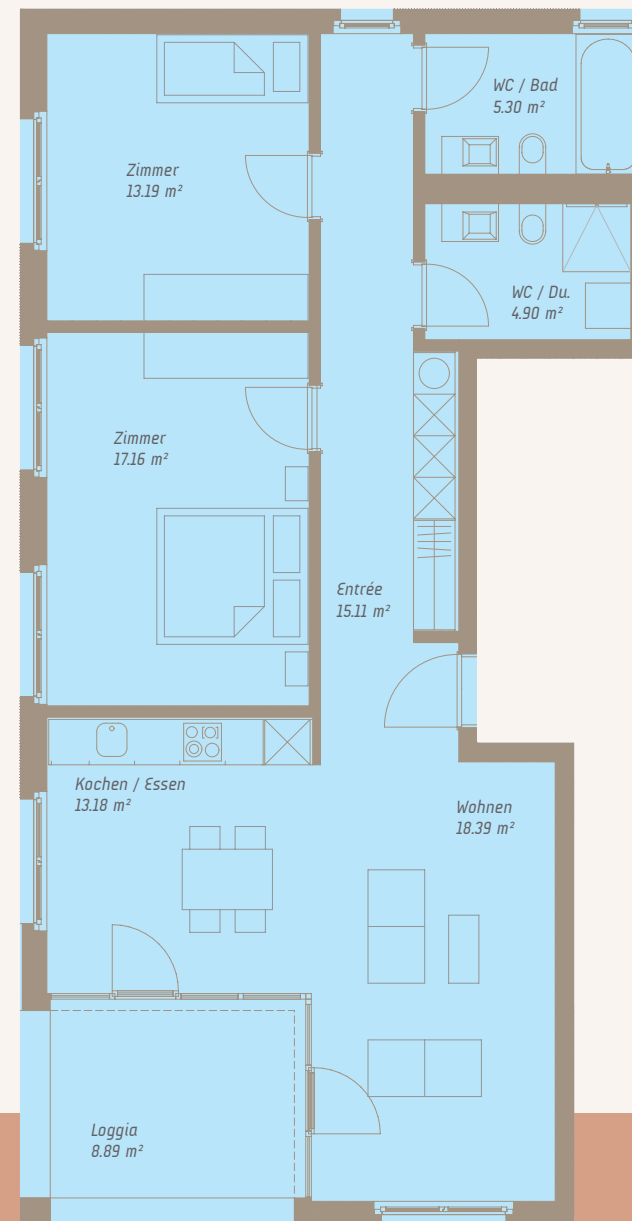 WC / Bad
5.30 m²
Zimmer
13.19 m²
WC / Du.
4.90 m²
Zimmer
17.16 m²
Entrée
15.11 m²
Kochen / Essen
13.18 m²
Wohnen
18.39 m²
Loggia
8.89 m²